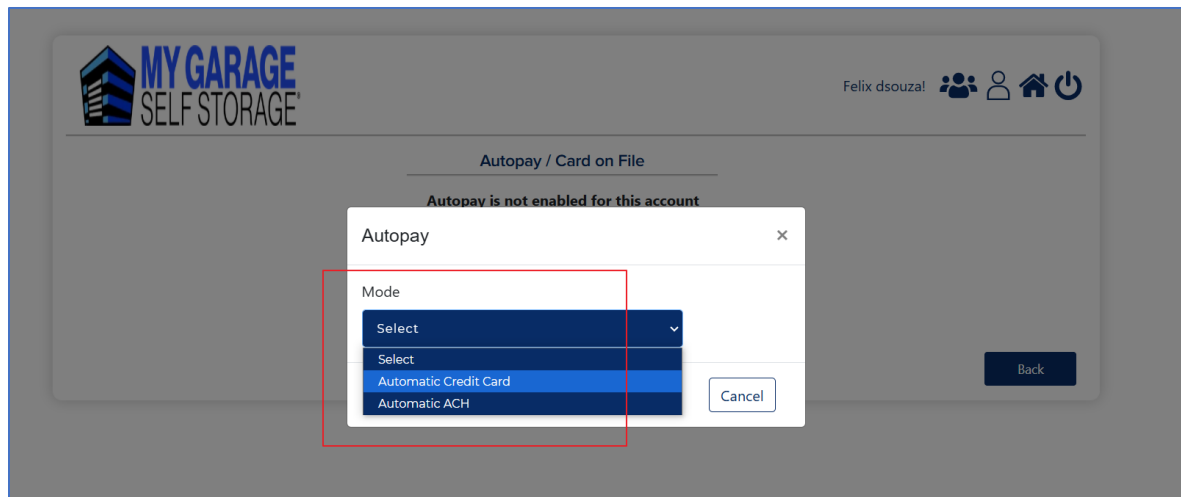 MY GARAGE
SELF STORAGE®
Felix dsouza!
Autopay / Card on File
Autopay is not enabled for this account
Autopay
×
Mode
Select
Select
Automatic Credit Card
Automatic ACH
Cancel
Back